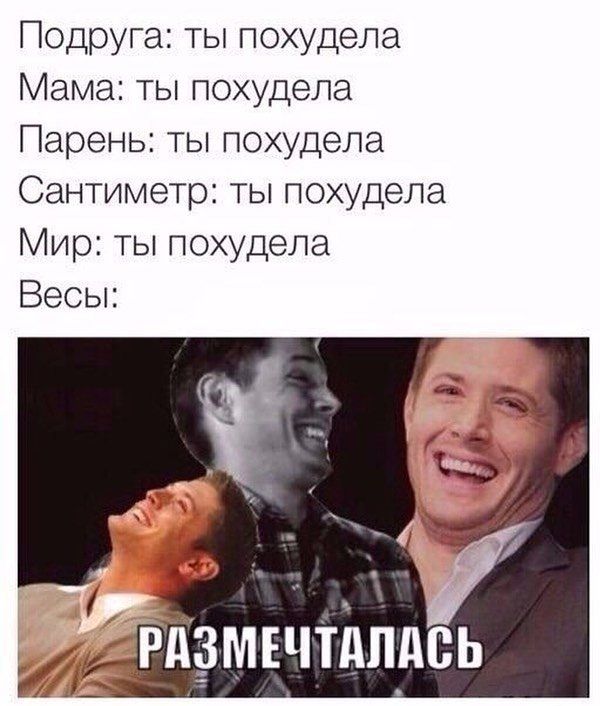 Подруга: ты похудела
Мама: ты похудела
Парень: ты похудела
Сантиметр: ты похудела
Мир: ты похудела
Весы:
РАЗМЕЧТАЛАСЬ